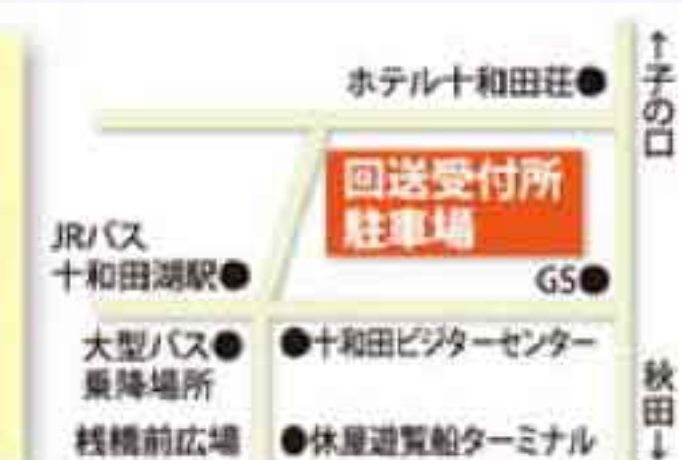 ホテル十和田荘●
↑子の口
回送受付所
駐車場
JRバス
十和田湖駅●
GS●
大型バス●
乗降場所
●十和田ビジターセンター
桟橋前広場
●休屋遊覧船ターミナル
秋田↓